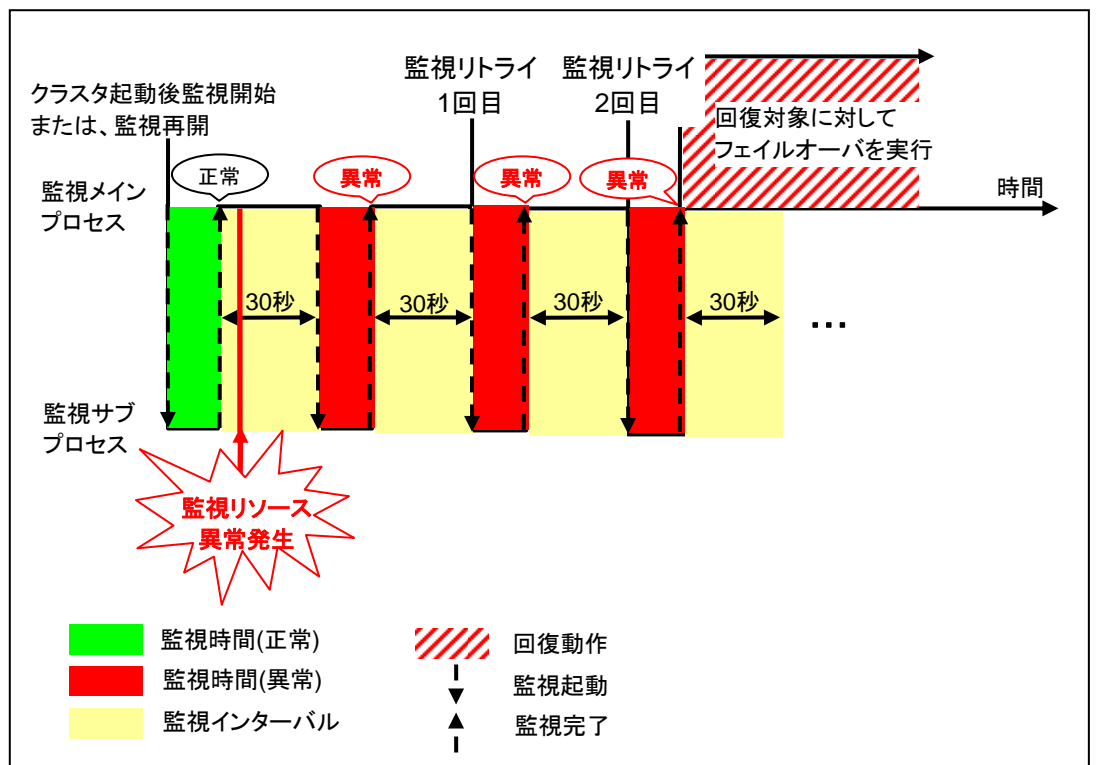 監視リトライ
1回目
監視リトライ
2回目
クラスタ起動後監視開始
または、監視再開
回復対象に対して
フェイルオーバを実行
正常
異常
異常
異常
監視メイン
プロセス
時間
30秒
30秒
30秒
30秒
…
監視サブ
プロセス
監視リソース
異常発生
監視時間(正常)
監視時間(異常)
監視インターバル
回復動作
監視起動
監視完了